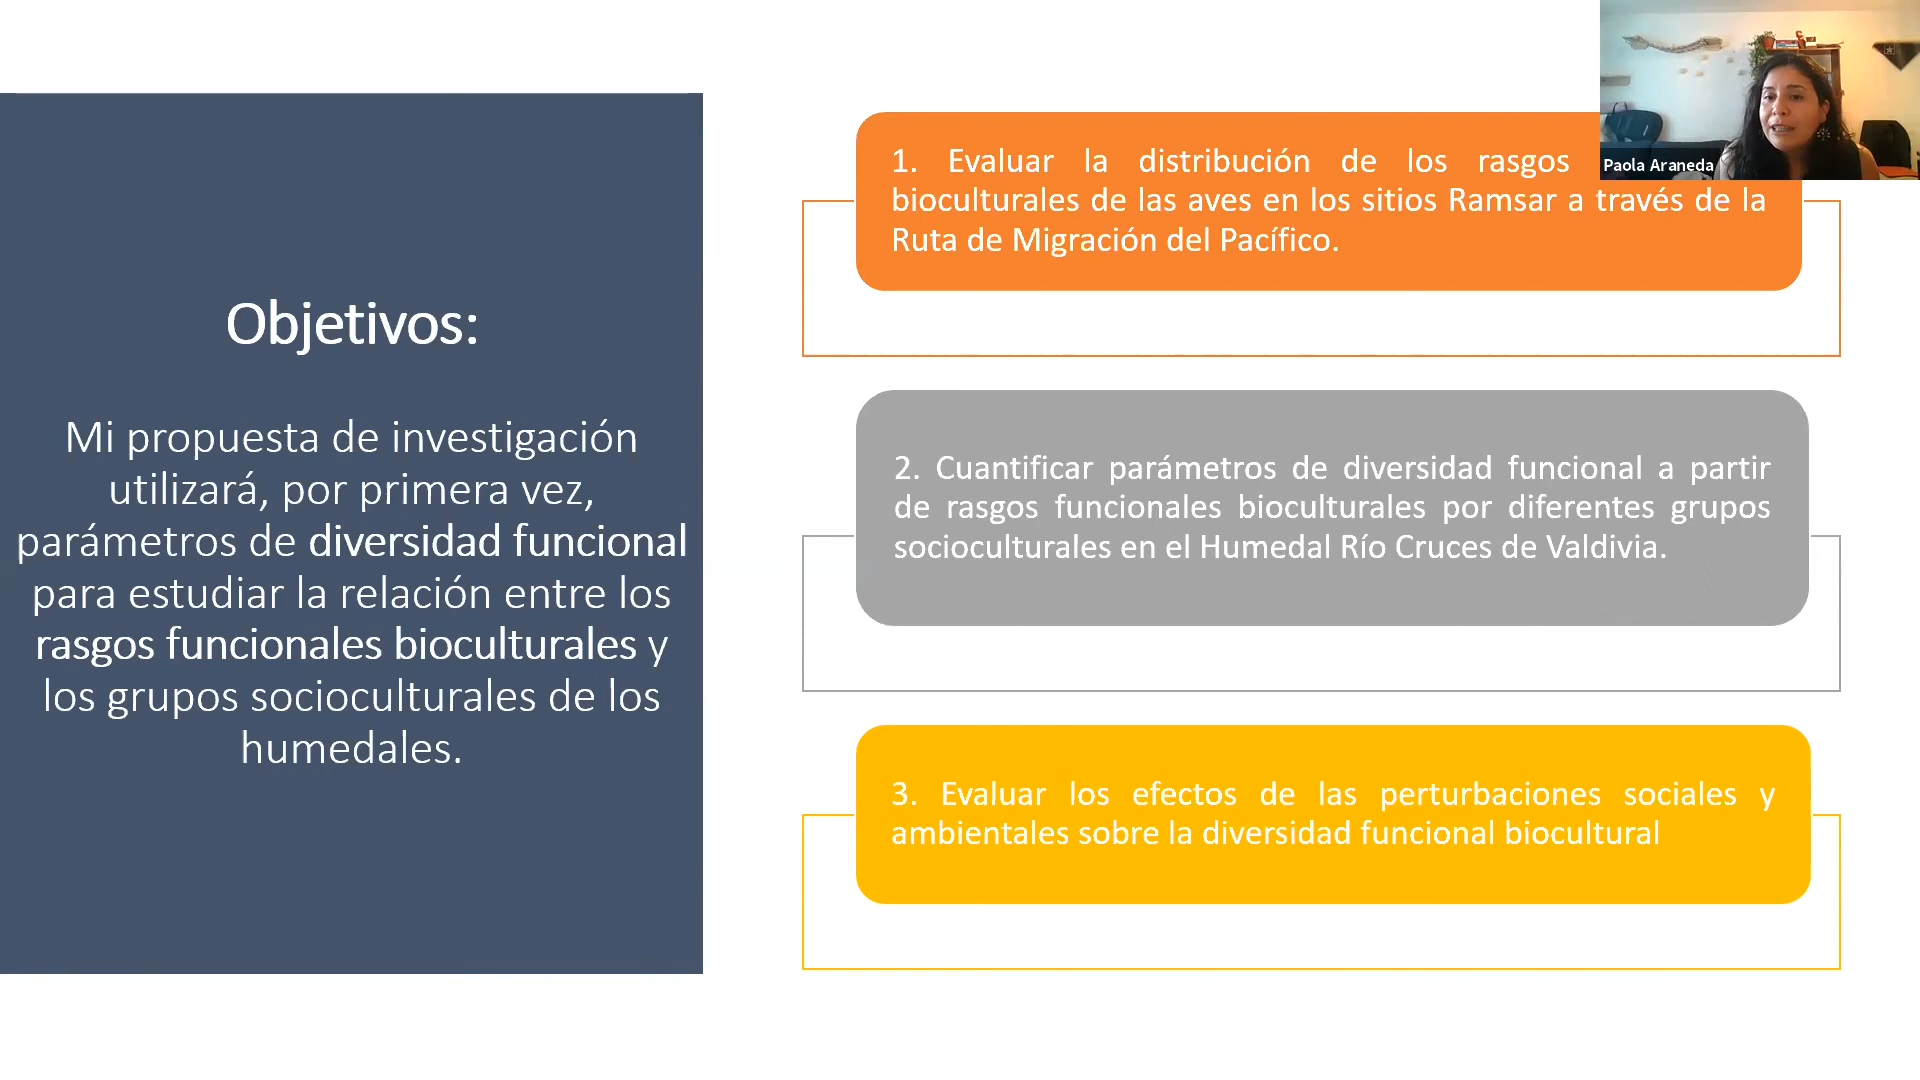 Objetivos:
Mi propuesta de investigación
utilizará, por primera vez,
parámetros de diversidad funcional
para estudiar la relación entre los
rasgos funcionales bioculturales y
los grupos socioculturales de los
humedales.
1. Evaluar la distribución de los rasgos
bioculturales de las aves en los sitios Ramsar a través de la
Ruta de Migración del Pacífico.
2. Cuantificar parámetros de diversidad funcional a partir
de rasgos funcionales bioculturales por diferentes grupos
socioculturales en el Humedal Río Cruces de Valdivia.
3. Evaluar los efectos de las perturbaciones sociales y
ambientales sobre la diversidad funcional biocultural
Paola Araneda